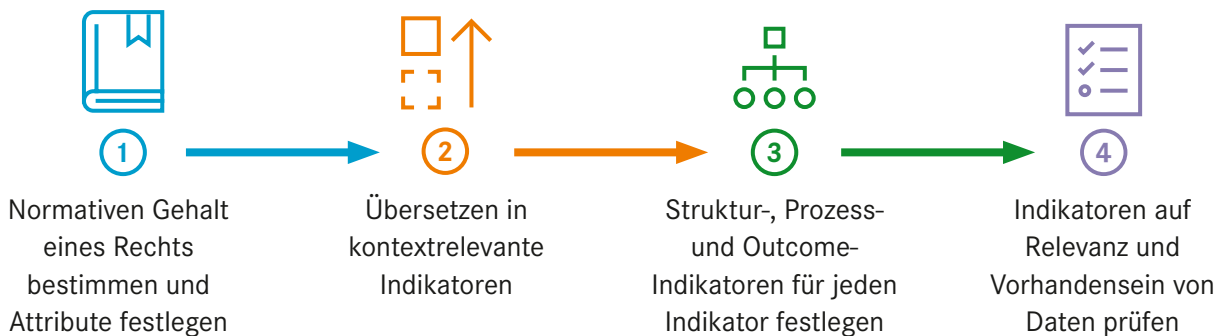 1
Normativen Gehalt
eines Rechts
bestimmen und
Attribute festlegen
2
Übersetzen in
kontextrelevante
Indikatoren
3
Struktur-, Prozess-
und Outcome-
Indikatoren für jeden
Indikator festlegen
4
Indikatoren auf
Relevanz und
Vorhandensein von
Daten prüfen